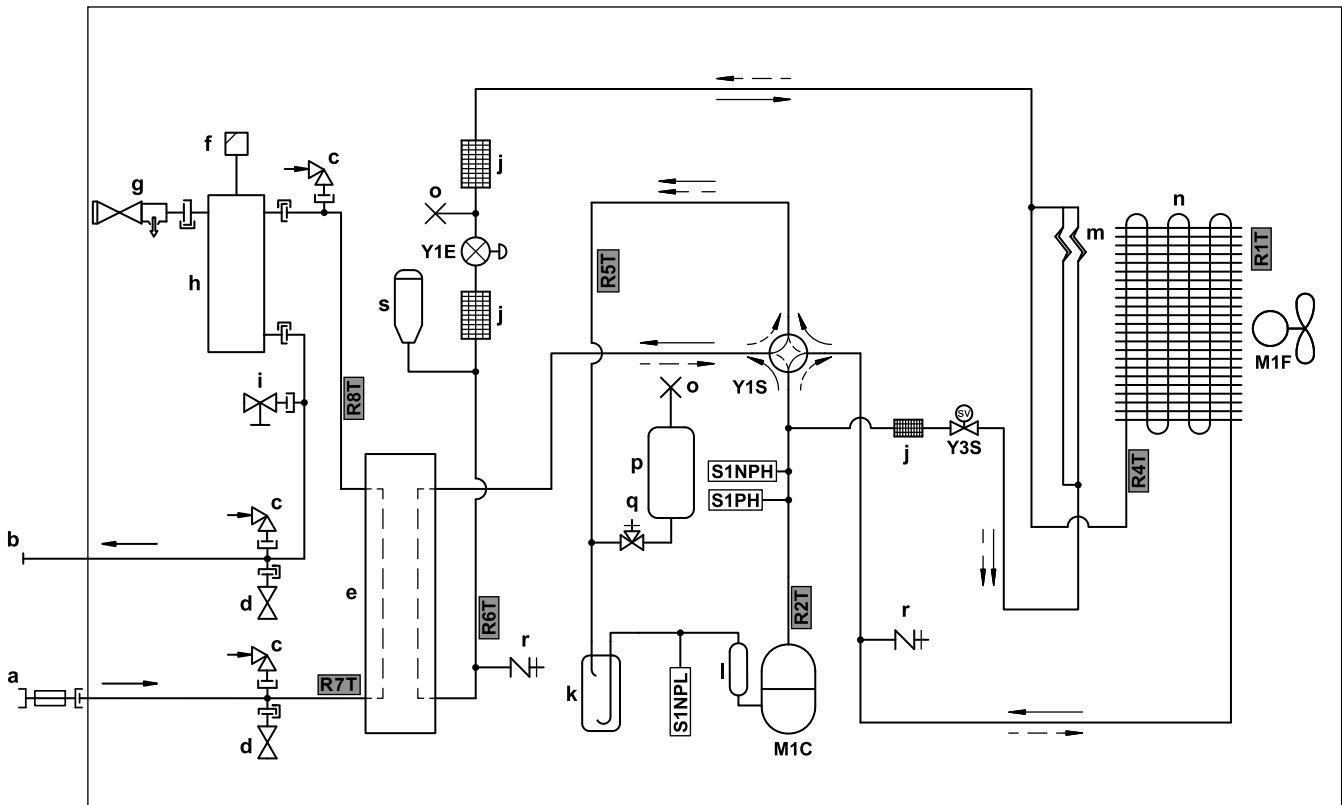 f
c
g
h
o
j
Y1E
s
j
R5T
m
n
R1T
M1F
i
R8T
Y1S
o
p
q
SV
j
Y3S
S1NPH
S1PH
R4T
c
b
d
e
R6T
r
R2T
r
c
a
R7T
d
k
S1NPL
l
M1C